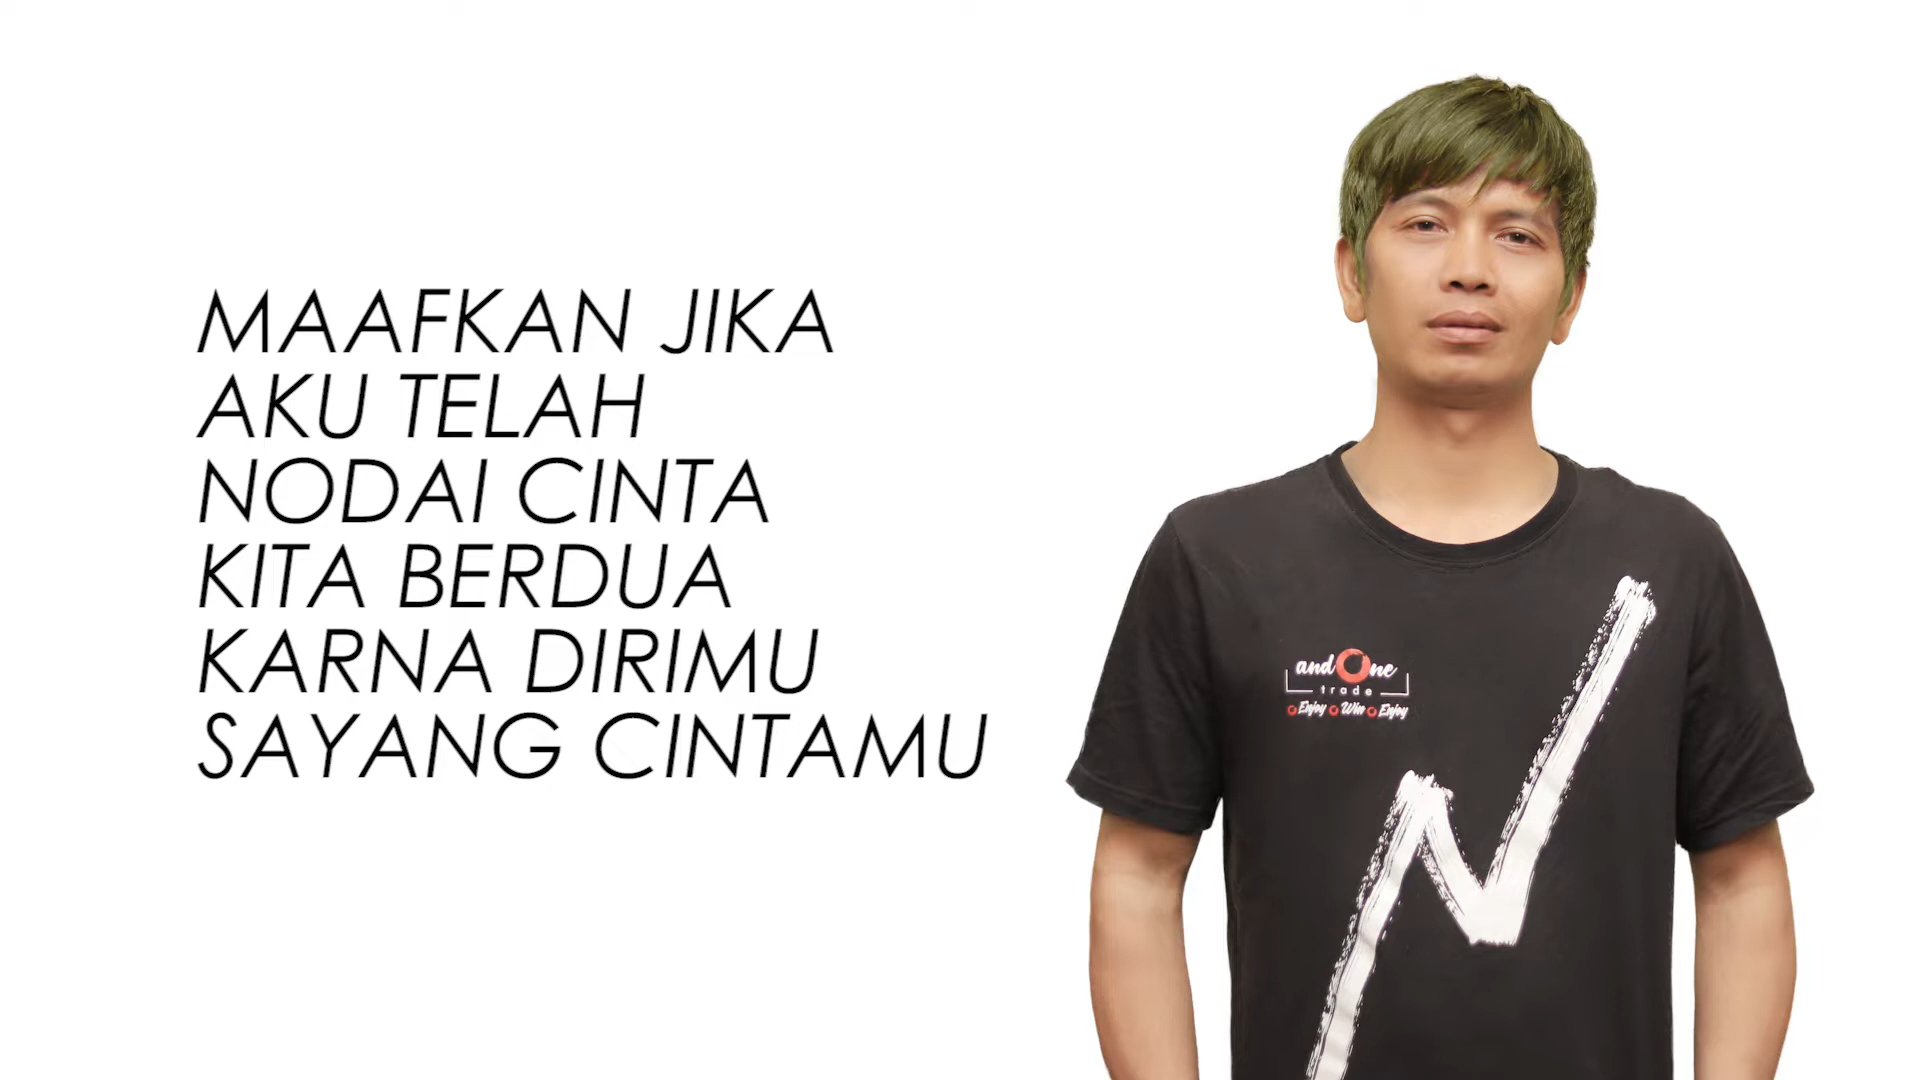 MAAFKAN JIKA
AKU TELAH
NODAI CINTA
KITA BERDUA
KARNA DIRIMU
SAYANG CINTAMU
andOne
trade
Enjoy Win Enjoy